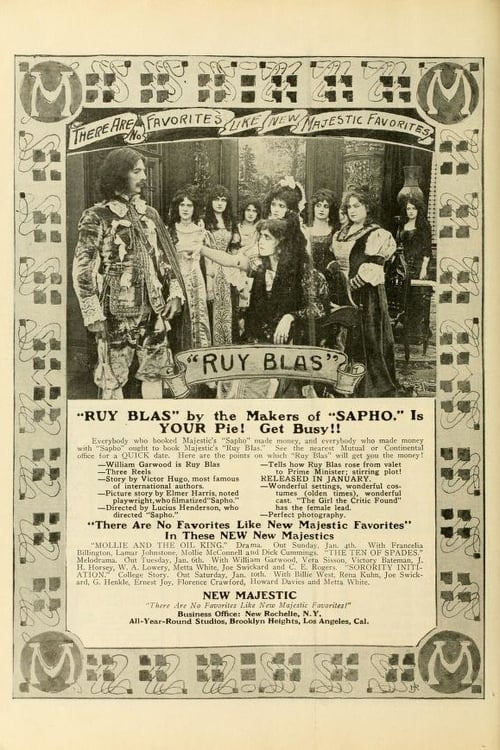 M M
THERE ARE NO FAVORITES LIKE NEW MAJESTIC FAVORITES
"RUY BLAS"
"RUY BLAS" by the Makers of "SAPHO." Is
YOUR Pie! Get Busy!!
Everybody who booked Majestic's "Sapho" made money, and everybody who made money
with "Sapho" ought to book Majestic's "Ruy Blas." See the nearest Mutual or Continental
office for a QUICK date. Here are the points on which "Ruy Blas" will get you the money!
—William Garwood is Ruy Blas
—Three Reels.
—Story by Victor Hugo, most famous
of international authors.
—Picture story by Elmer Harris, noted
playwright, who filmatized "Sapho."
—Directed by Lucius Henderson, who
directed "Sapho."
—Tells how Ruy Blas rose from valet
to Prime Minister; stirring plot!
RELEASED IN JANUARY.
—Wonderful settings, wonderful cos-
tumes (olden times), wonderful
cast. "The Girl the Critic Found"
has the female lead.
—Perfect photography.
"There Are No Favorites Like New Majestic Favorites"
In These NEW New Majestics
"MOLLIE AND THE OIL KING." Drama. Out Sunday, Jan. 4th. With Francelia
Billington, Lamar Johnstone, Mollie McConnell and Dick Cummings. "THE TEN OF SPADES."
Melodrama. Out Tuesday, Jan. 6th. With William Garwood, Vera Sisson, Victory Bateman, J.
H. Horsey, W. A. Lowery, Metta White, Joe Swickard and C. E. Rogers. "SORORITY INITI-
ATION." College Story. Out Saturday, Jan. 10th. With Billie West, Rena Kuhn, Joe Swick-
ard, G. Henkle, Ernest Joy, Florence Crawford, Howard Davies and Metta White.
NEW MAJESTIC
"There Are No Favorites Like New Majestic Favorites!"
Business Office: New Rochelle, N.Y.
All-Year-Round Studios, Brooklyn Heights, Los Angeles, Cal.
M M